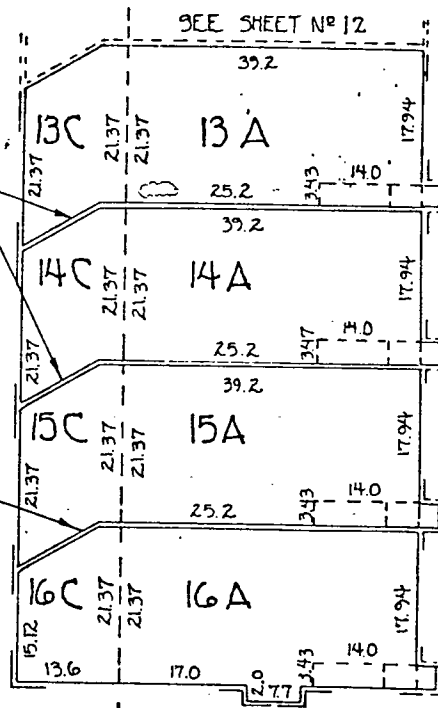 SEE SHEET Nº 12
39.2
13C 21.37 21.37 13A 17.94
21.37
25.2 3.43 14.0
39.2
14C 21.37 21.37 14A 17.94
21.37
25.2 3.47 14.0
39.2
15C 21.37 21.37 15A 17.94
21.37
25.2 3.43 14.0
16C 21.37 21.37 16A 17.94
15.12
13.6 17.0 2.0 7.7 3.43 14.0